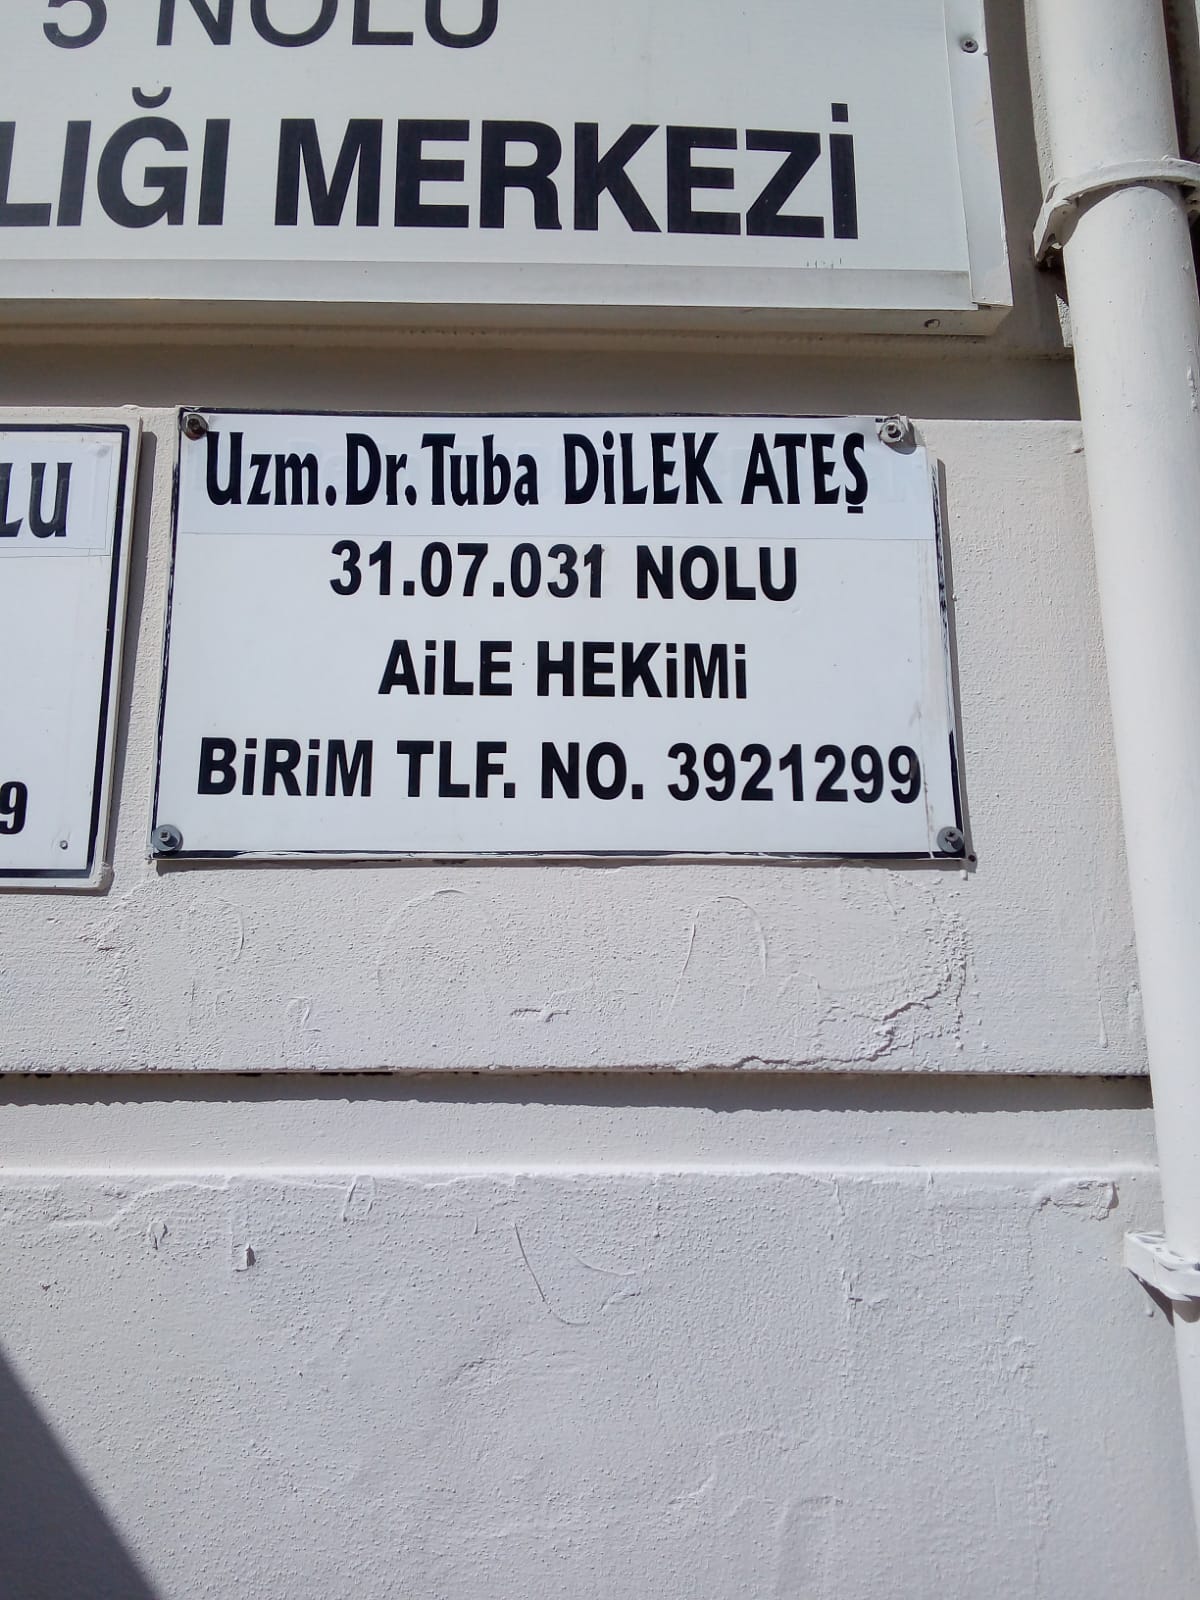 5 NOLU
LIĞI MERKEZİ
LU
9
Uzm.Dr.Tuba DiLEK ATEŞ
31.07.031 NOLU
AiLE HEKiMi
BiRiM TLF. NO. 3921299